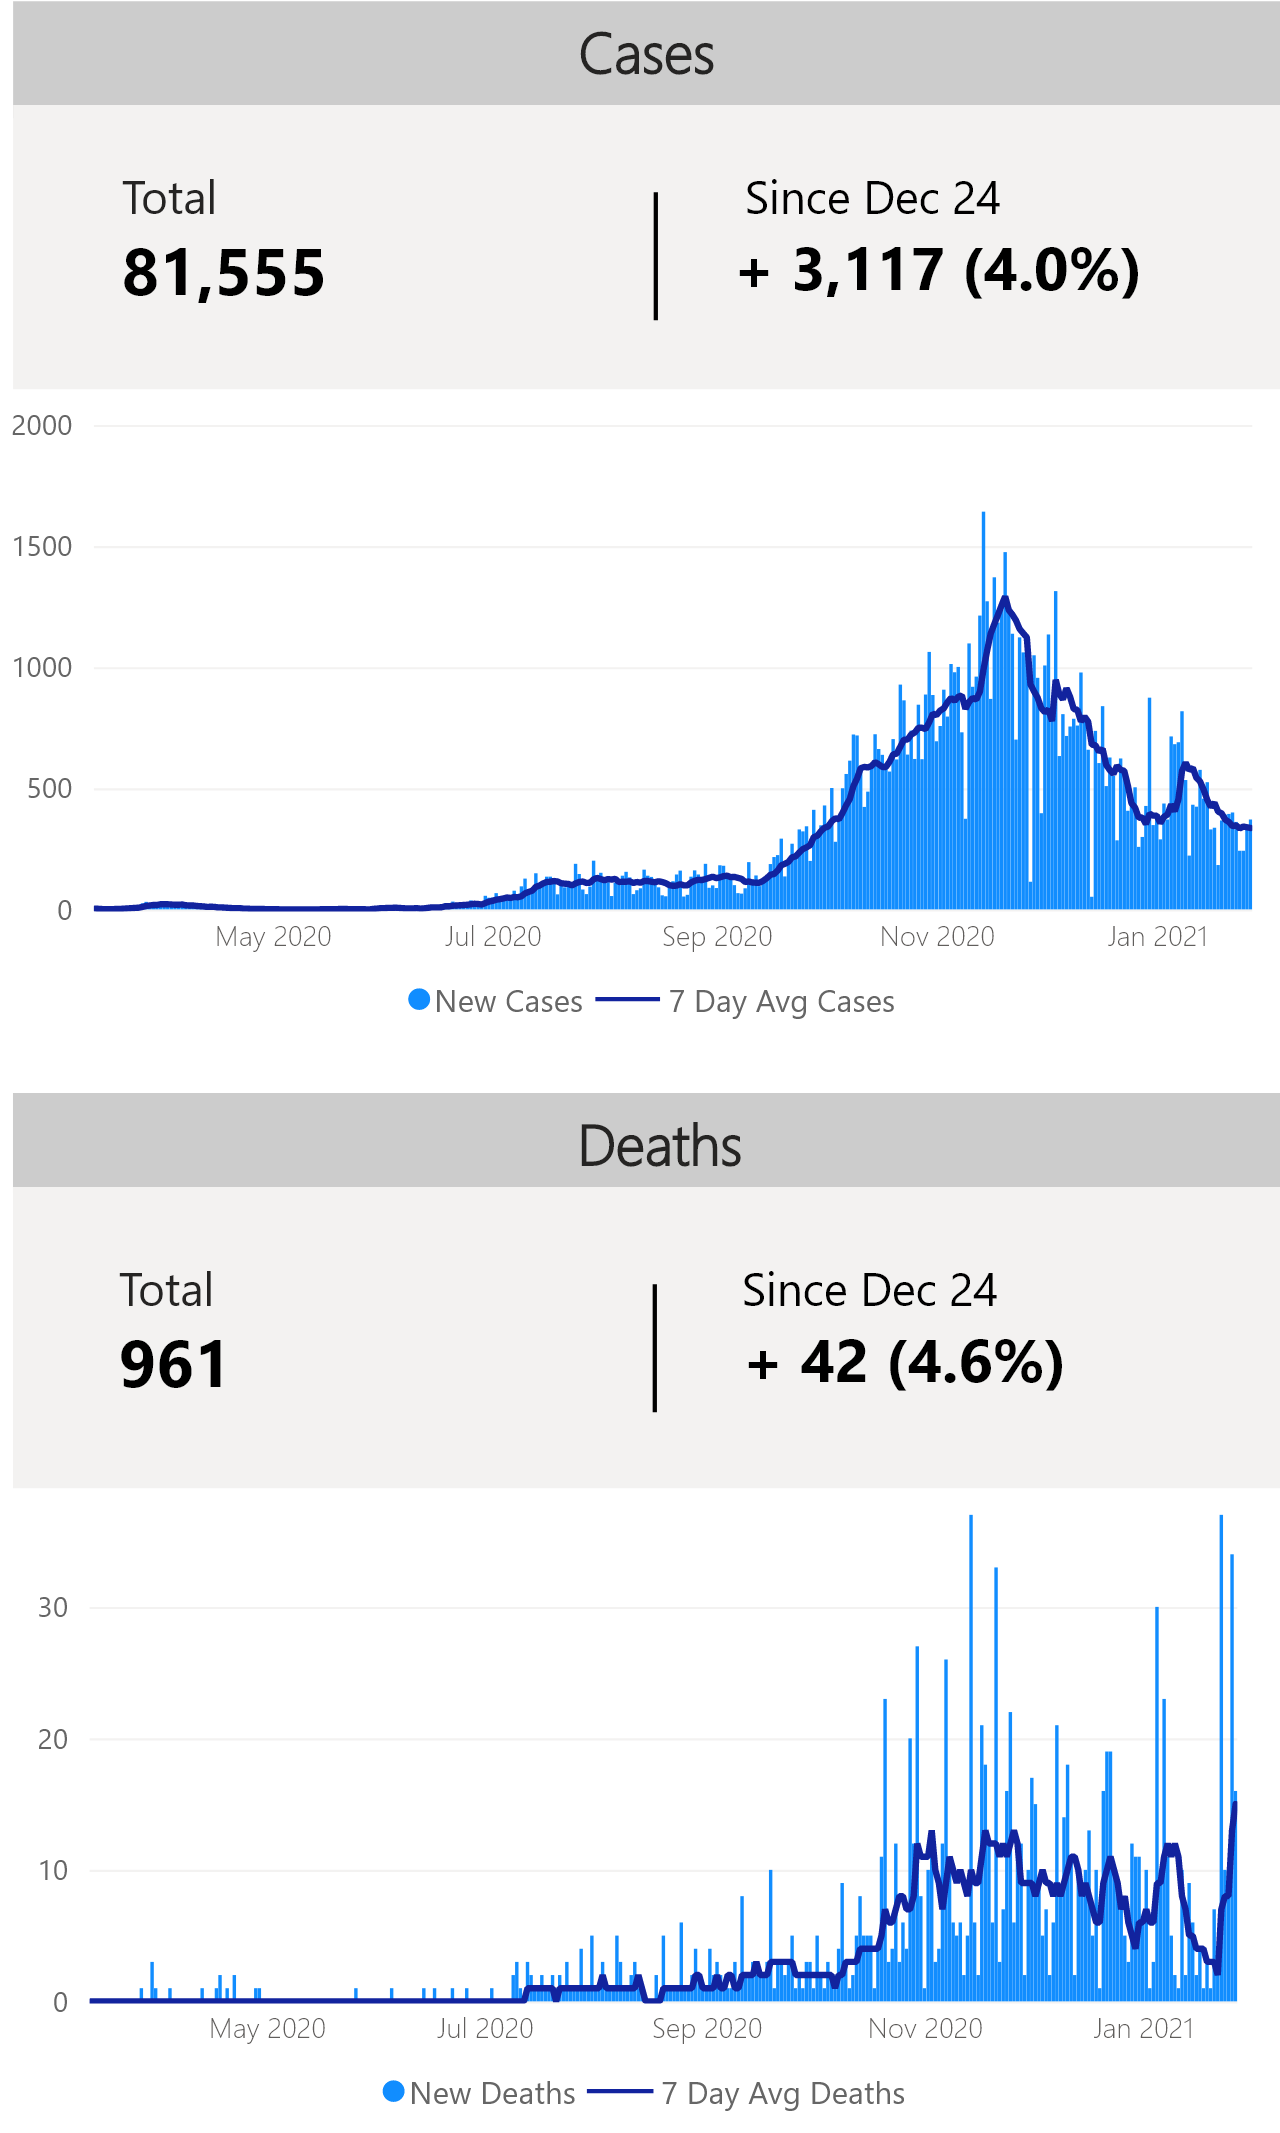 Cases
Total
81,555
Since Dec 24
+ 3,117 (4.0%)
2000
1500
1000
500
0
May 2020 Jul 2020 Sep 2020 Nov 2020 Jan 2021
New Cases 7 Day Avg Cases
Deaths
Total
961
Since Dec 24
+ 42 (4.6%)
30
20
10
0
May 2020 Jul 2020 Sep 2020 Nov 2020 Jan 2021
New Deaths 7 Day Avg Deaths